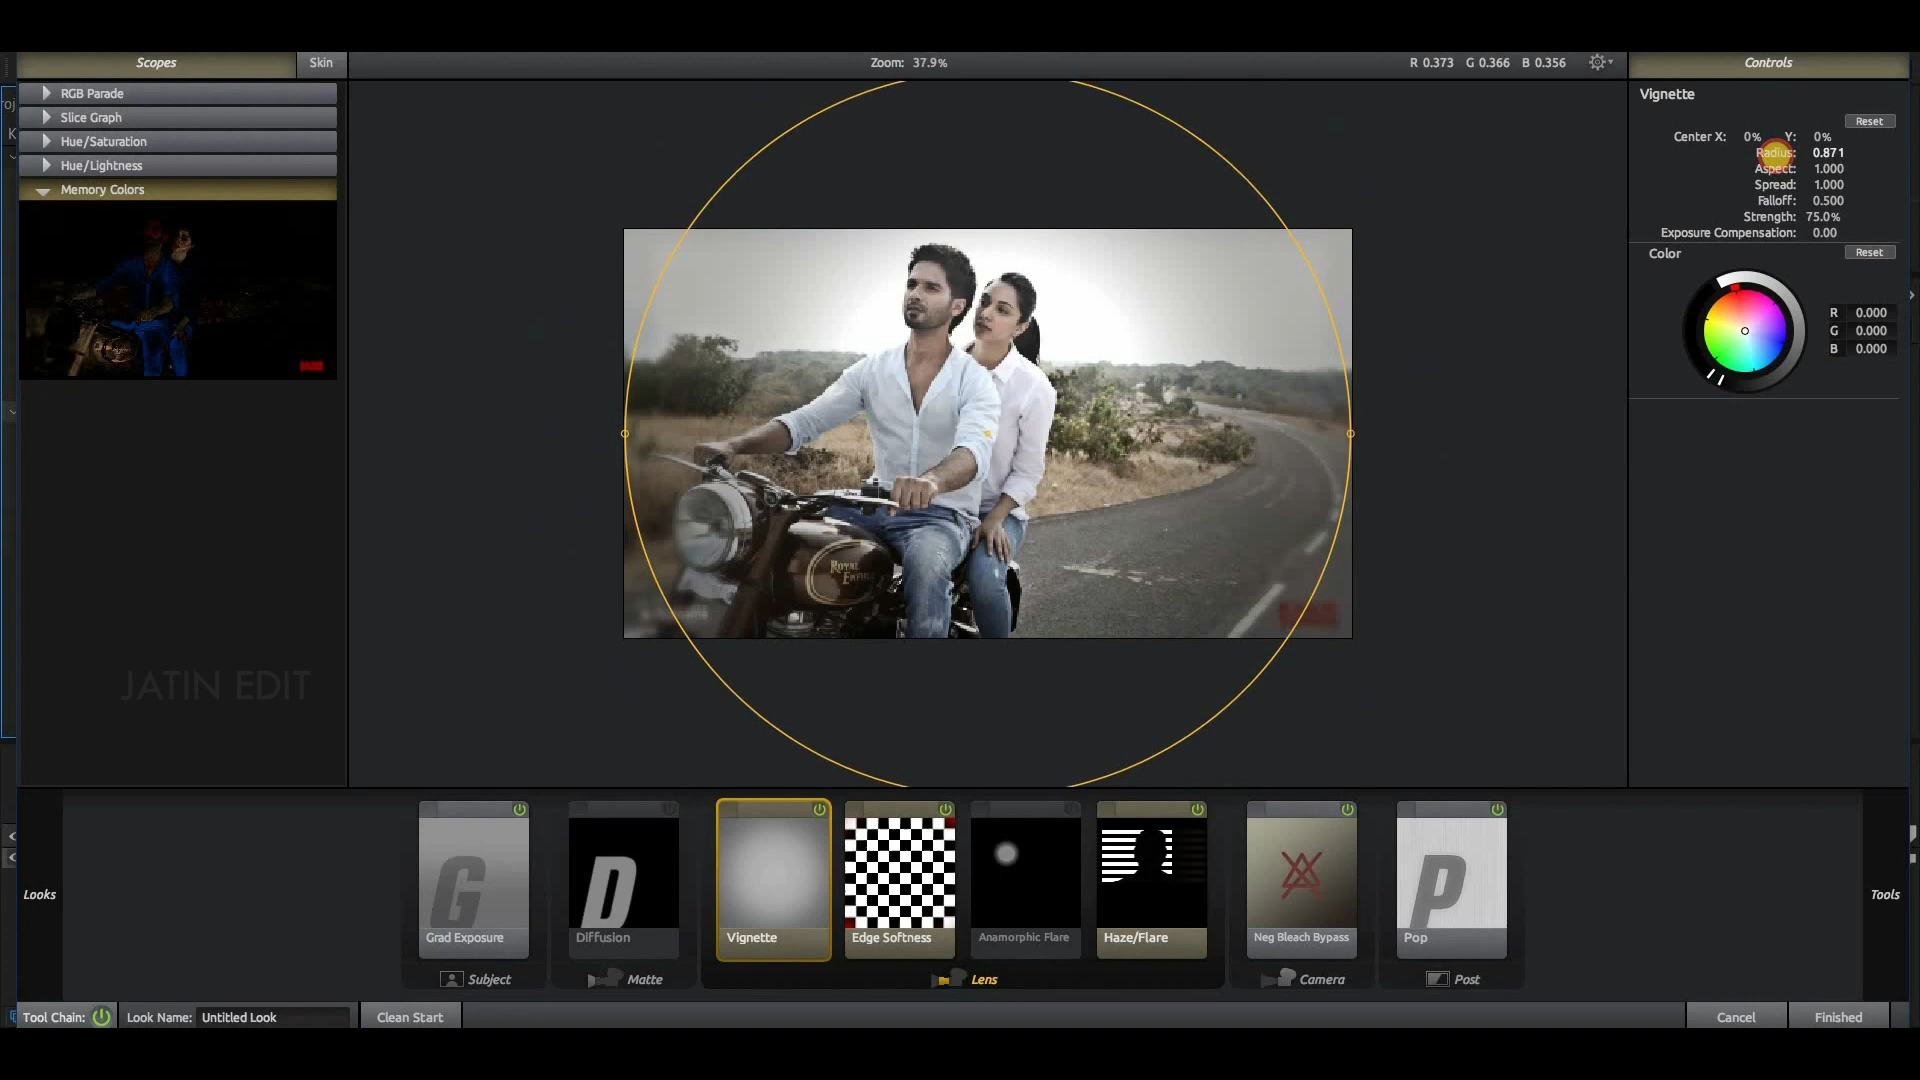 Scopes
Skin
Zoom: 37.9%
R 0.373 G 0.366 B 0.356
Controls
RGB Parade
Slice Graph
Hue/Saturation
Hue/Lightness
Memory Colors
Vignette
Reset
Center X: 0% Y: 0%
Radius: 0.871
Aspect: 1.000
Spread: 1.000
Falloff: 0.500
Strength: 75.0%
Exposure Compensation: 0.00
Color
Reset
R 0.000
G 0.000
B 0.000
ROYAL
JATIN EDIT
G
D
P
Grad Exposure
Diffusion
Vignette
Edge Softness
Anamorphic Flare
Haze/Flare
Neg Bleach Bypass
Pop
Subject
Matte
Lens
Camera
Post
Looks
Tools
Tool Chain:
Look Name: Untitled Look
Clean Start
Cancel
Finished